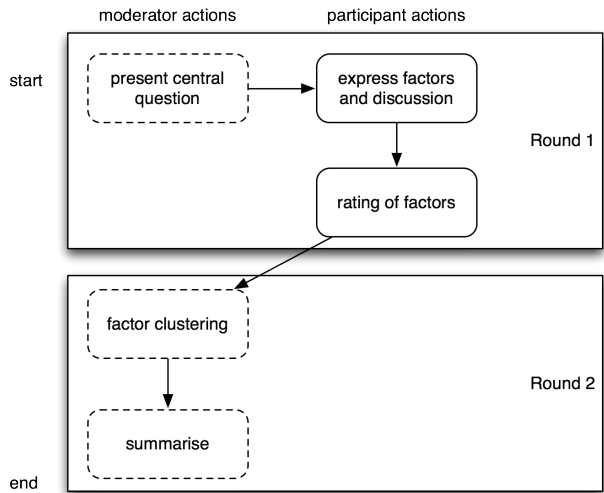 moderator actions
participant actions
start
present central
question
express factors
and discussion
Round 1
rating of factors
factor clustering
Round 2
summarise
end